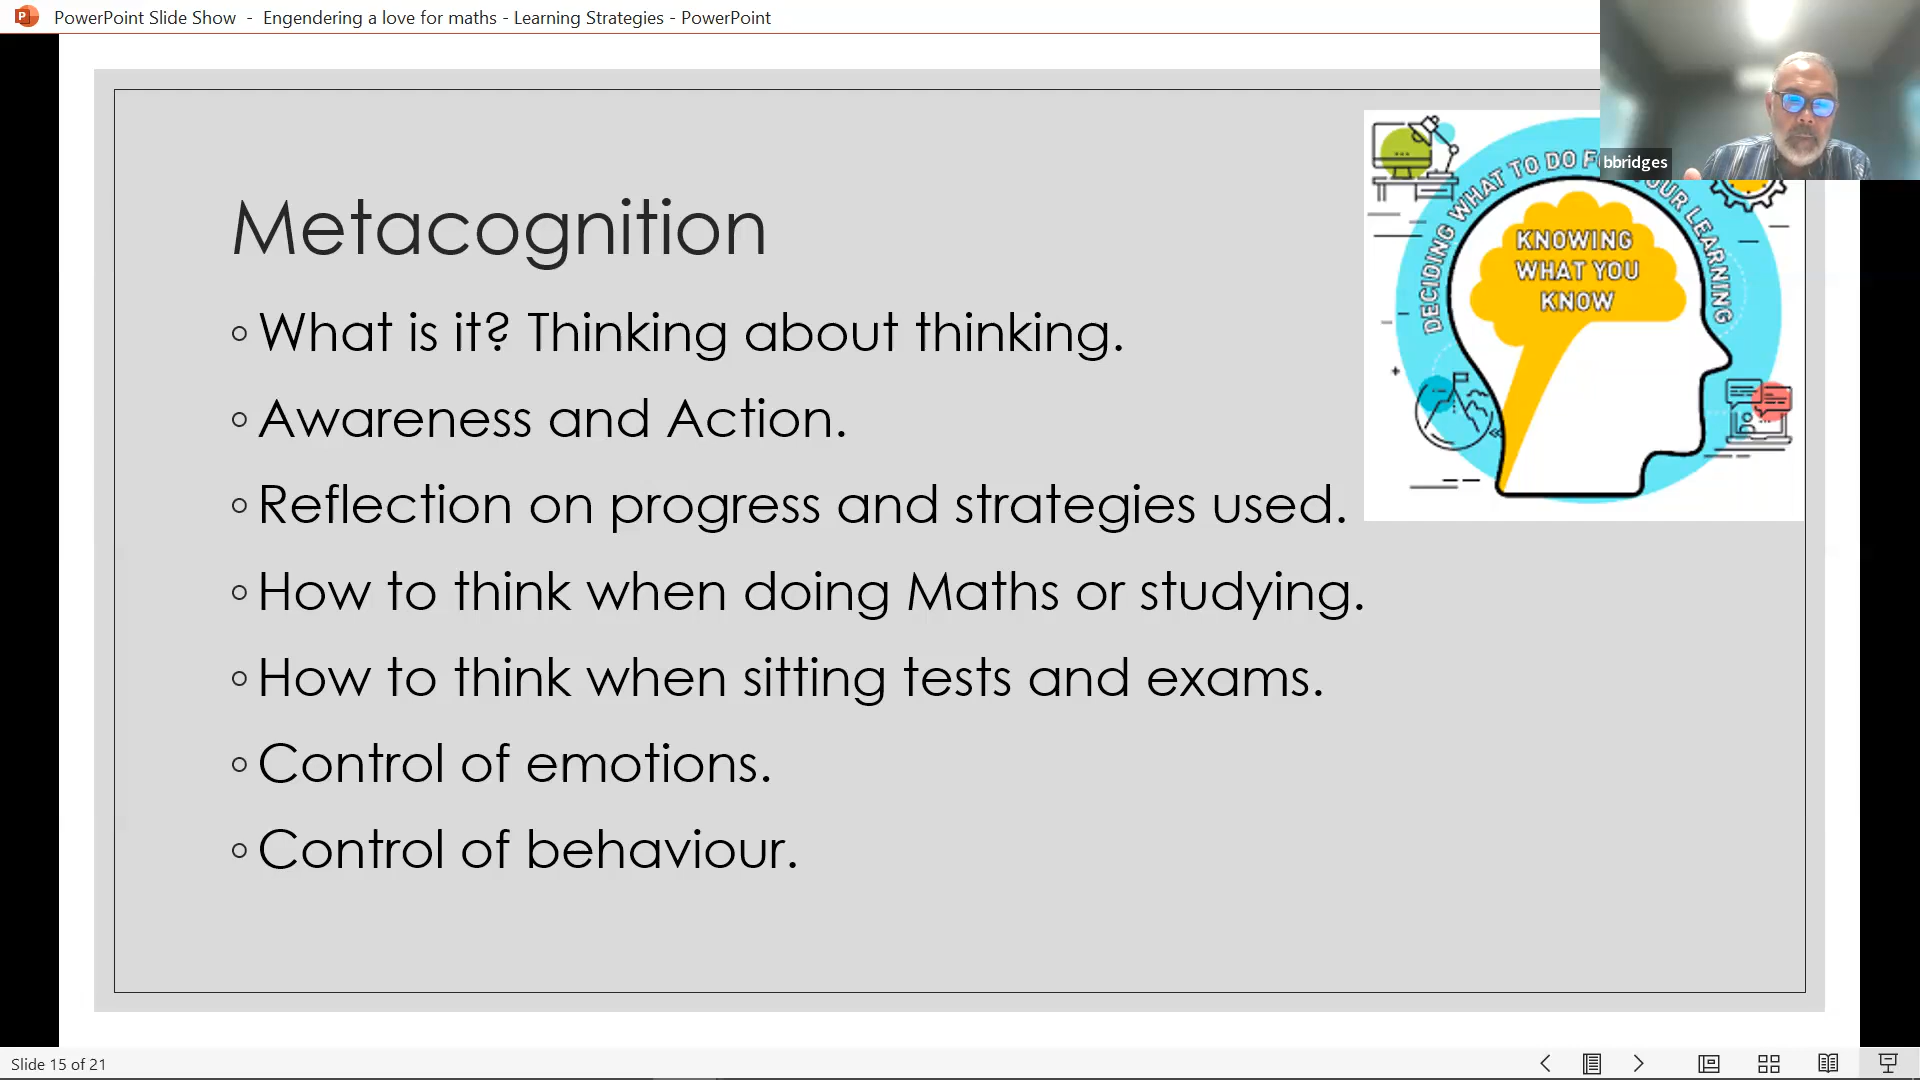 PowerPoint Slide Show - Engendering a love for maths - Learning Strategies - PowerPoint
bbridges
DECIDING WHAT TO DO OUR LEARNING
KNOWING
WHAT YOU
KNOW
Metacognition
What is it? Thinking about thinking.
Awareness and Action.
Reflection on progress and strategies used.
How to think when doing Maths or studying.
How to think when sitting tests and exams.
Control of emotions.
Control of behaviour.
Slide 15 of 21